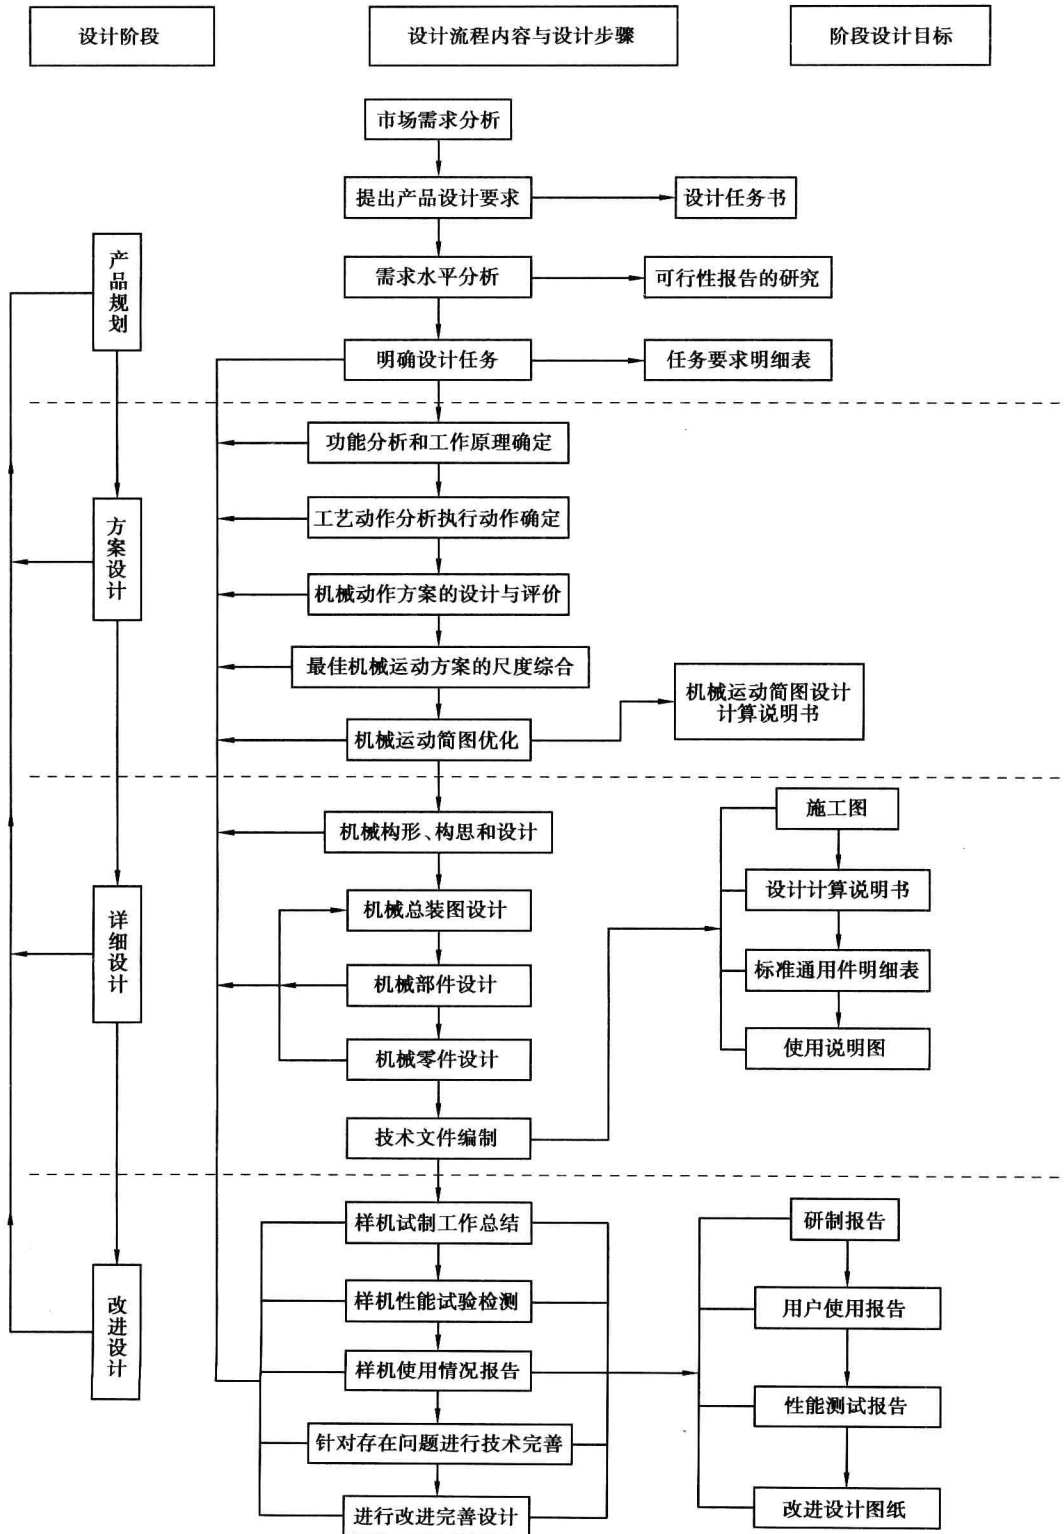 设计阶段
设计流程内容与设计步骤
阶段设计目标
市场需求分析
提出产品设计要求
设计任务书
产品规划
需求水平分析
可行性报告的研究
明确设计任务
任务要求明细表
功能分析和工作原理确定
方案设计
工艺动作分析执行动作确定
机械动作方案的设计与评价
最佳机械运动方案的尺度综合
机械运动简图设计
计算说明书
机械运动简图优化
施工图
机械构形、构思和设计
设计计算说明书
详细设计
机械总装图设计
标准通用件明细表
机械部件设计
使用说明图
机械零件设计
技术文件编制
样机试制工作总结
研制报告
改进设计
样机性能试验检测
用户使用报告
样机使用情况报告
性能测试报告
针对存在问题进行技术完善
进行改进完善设计
改进设计图纸